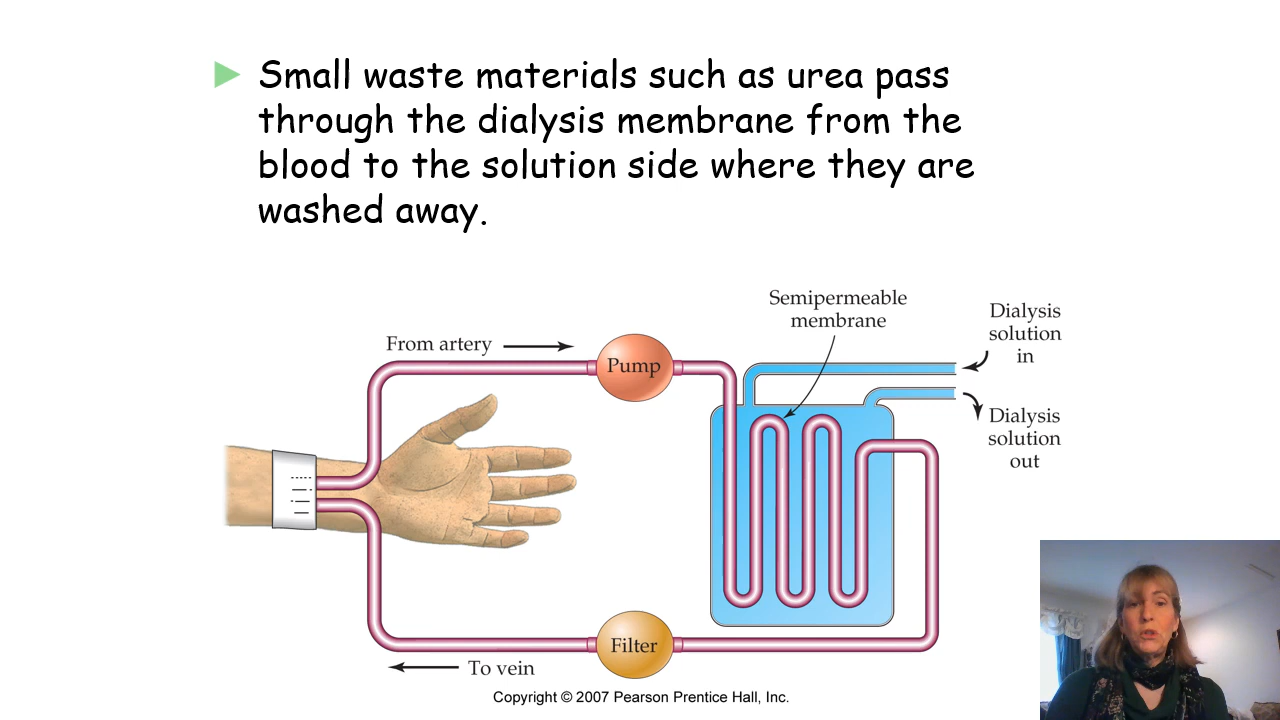 Small waste materials such as urea pass
through the dialysis membrane from the
blood to the solution side where they are
washed away.
Semipermeable
membrane
Dialysis
solution
in
From artery
Pump
Dialysis
solution
out
Filter
To vein
Copyright © 2007 Pearson Prentice Hall, Inc.